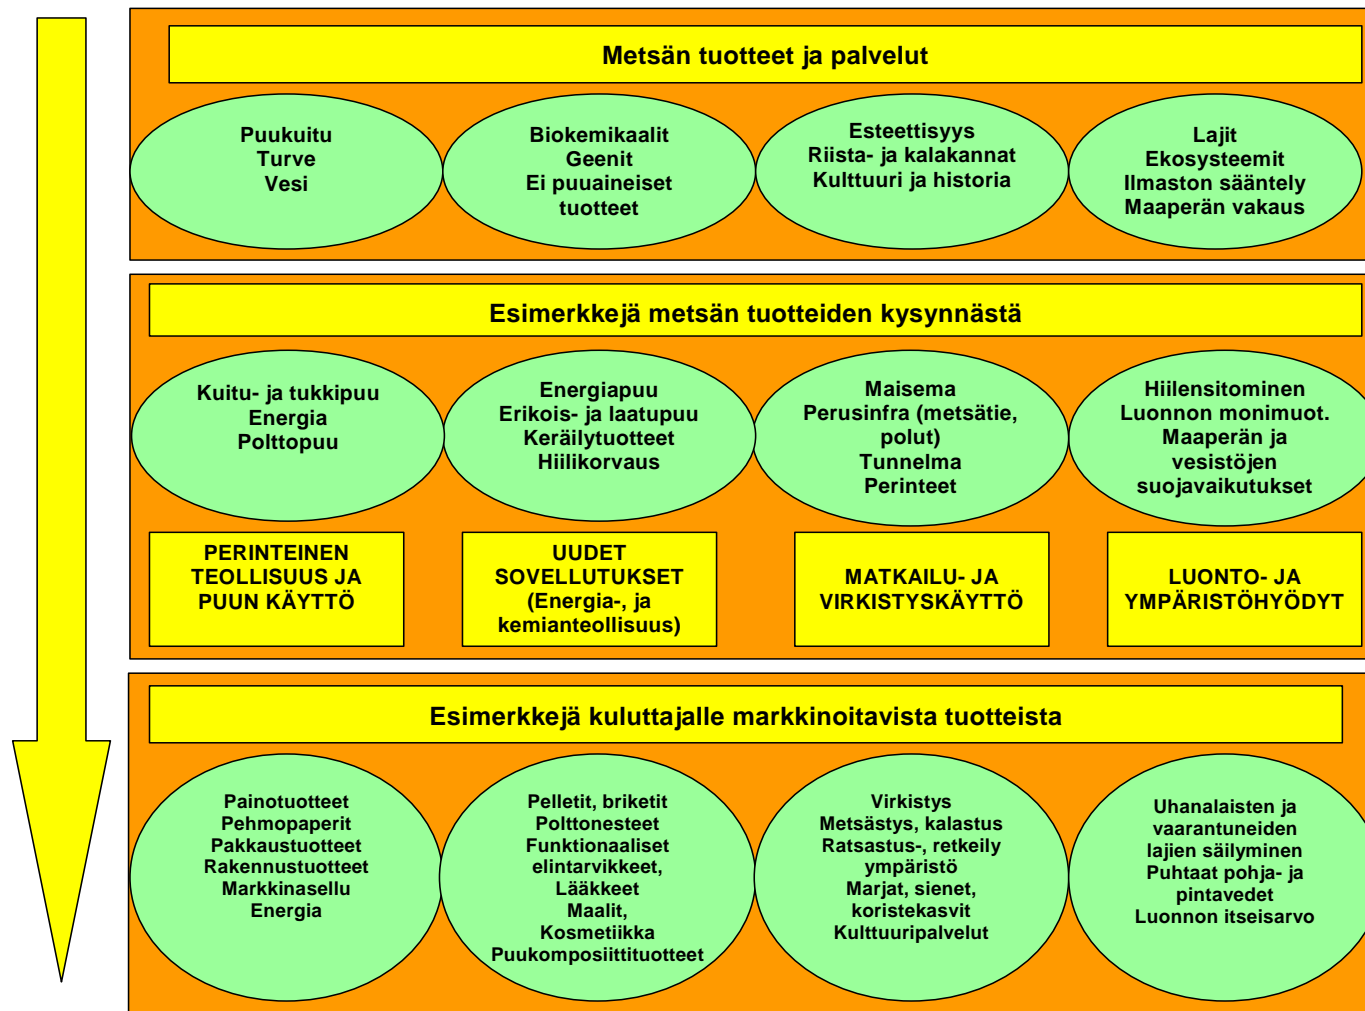 Metsän tuotteet ja palvelut
Puukuitu
Turve
Vesi
Biokemikaalit
Geenit
Ei puuaineiset
tuotteet
Esteettisyys
Riista- ja kalakannat
Kulttuuri ja historia
Lajit
Ekosysteemit
Ilmaston sääntely
Maaperän vakaus
Esimerkkejä metsän tuotteiden kysynnästä
Kuitu- ja tukkipuu
Energia
Polttopuu
Energiapuu
Erikois- ja laatupuu
Keräilytuotteet
Hiilikorvaus
Maisema
Perusinfra (metsätie,
polut)
Tunnelma
Perinteet
Hiilensitominen
Luonnon monimuot.
Maaperän ja
vesistöjen
suojavaikutukset
PERINTEINEN
TEOLLISUUS JA
PUUN KÄYTTÖ
UUDET
SOVELLUTUKSET
(Energia-, ja
kemianteollisuus)
MATKAILU- JA
VIRKISTYSKÄYTTÖ
LUONTO- JA
YMPÄRISTÖHYÖDYT
Esimerkkejä kuluttajalle markkinoitavista tuotteista
Painotuotteet
Pehmopaperit
Pakkaustuotteet
Rakennustuotteet
Markkinasellu
Energia
Pelletit, briketit
Polttonesteet
Funktionaaliset
elintarvikkeet,
Lääkkeet
Maalit,
Kosmetiikka
Puukomposiittituotteet
Virkistys
Metsästys, kalastus
Ratsastus-, retkeily
ympäristö
Marjat, sienet,
koristekasvit
Kulttuuripalvelut
Uhanalaisten ja
vaarantuneiden
lajien säilyminen
Puhtaat pohja- ja
pintavedet
Luonnon itseisarvo